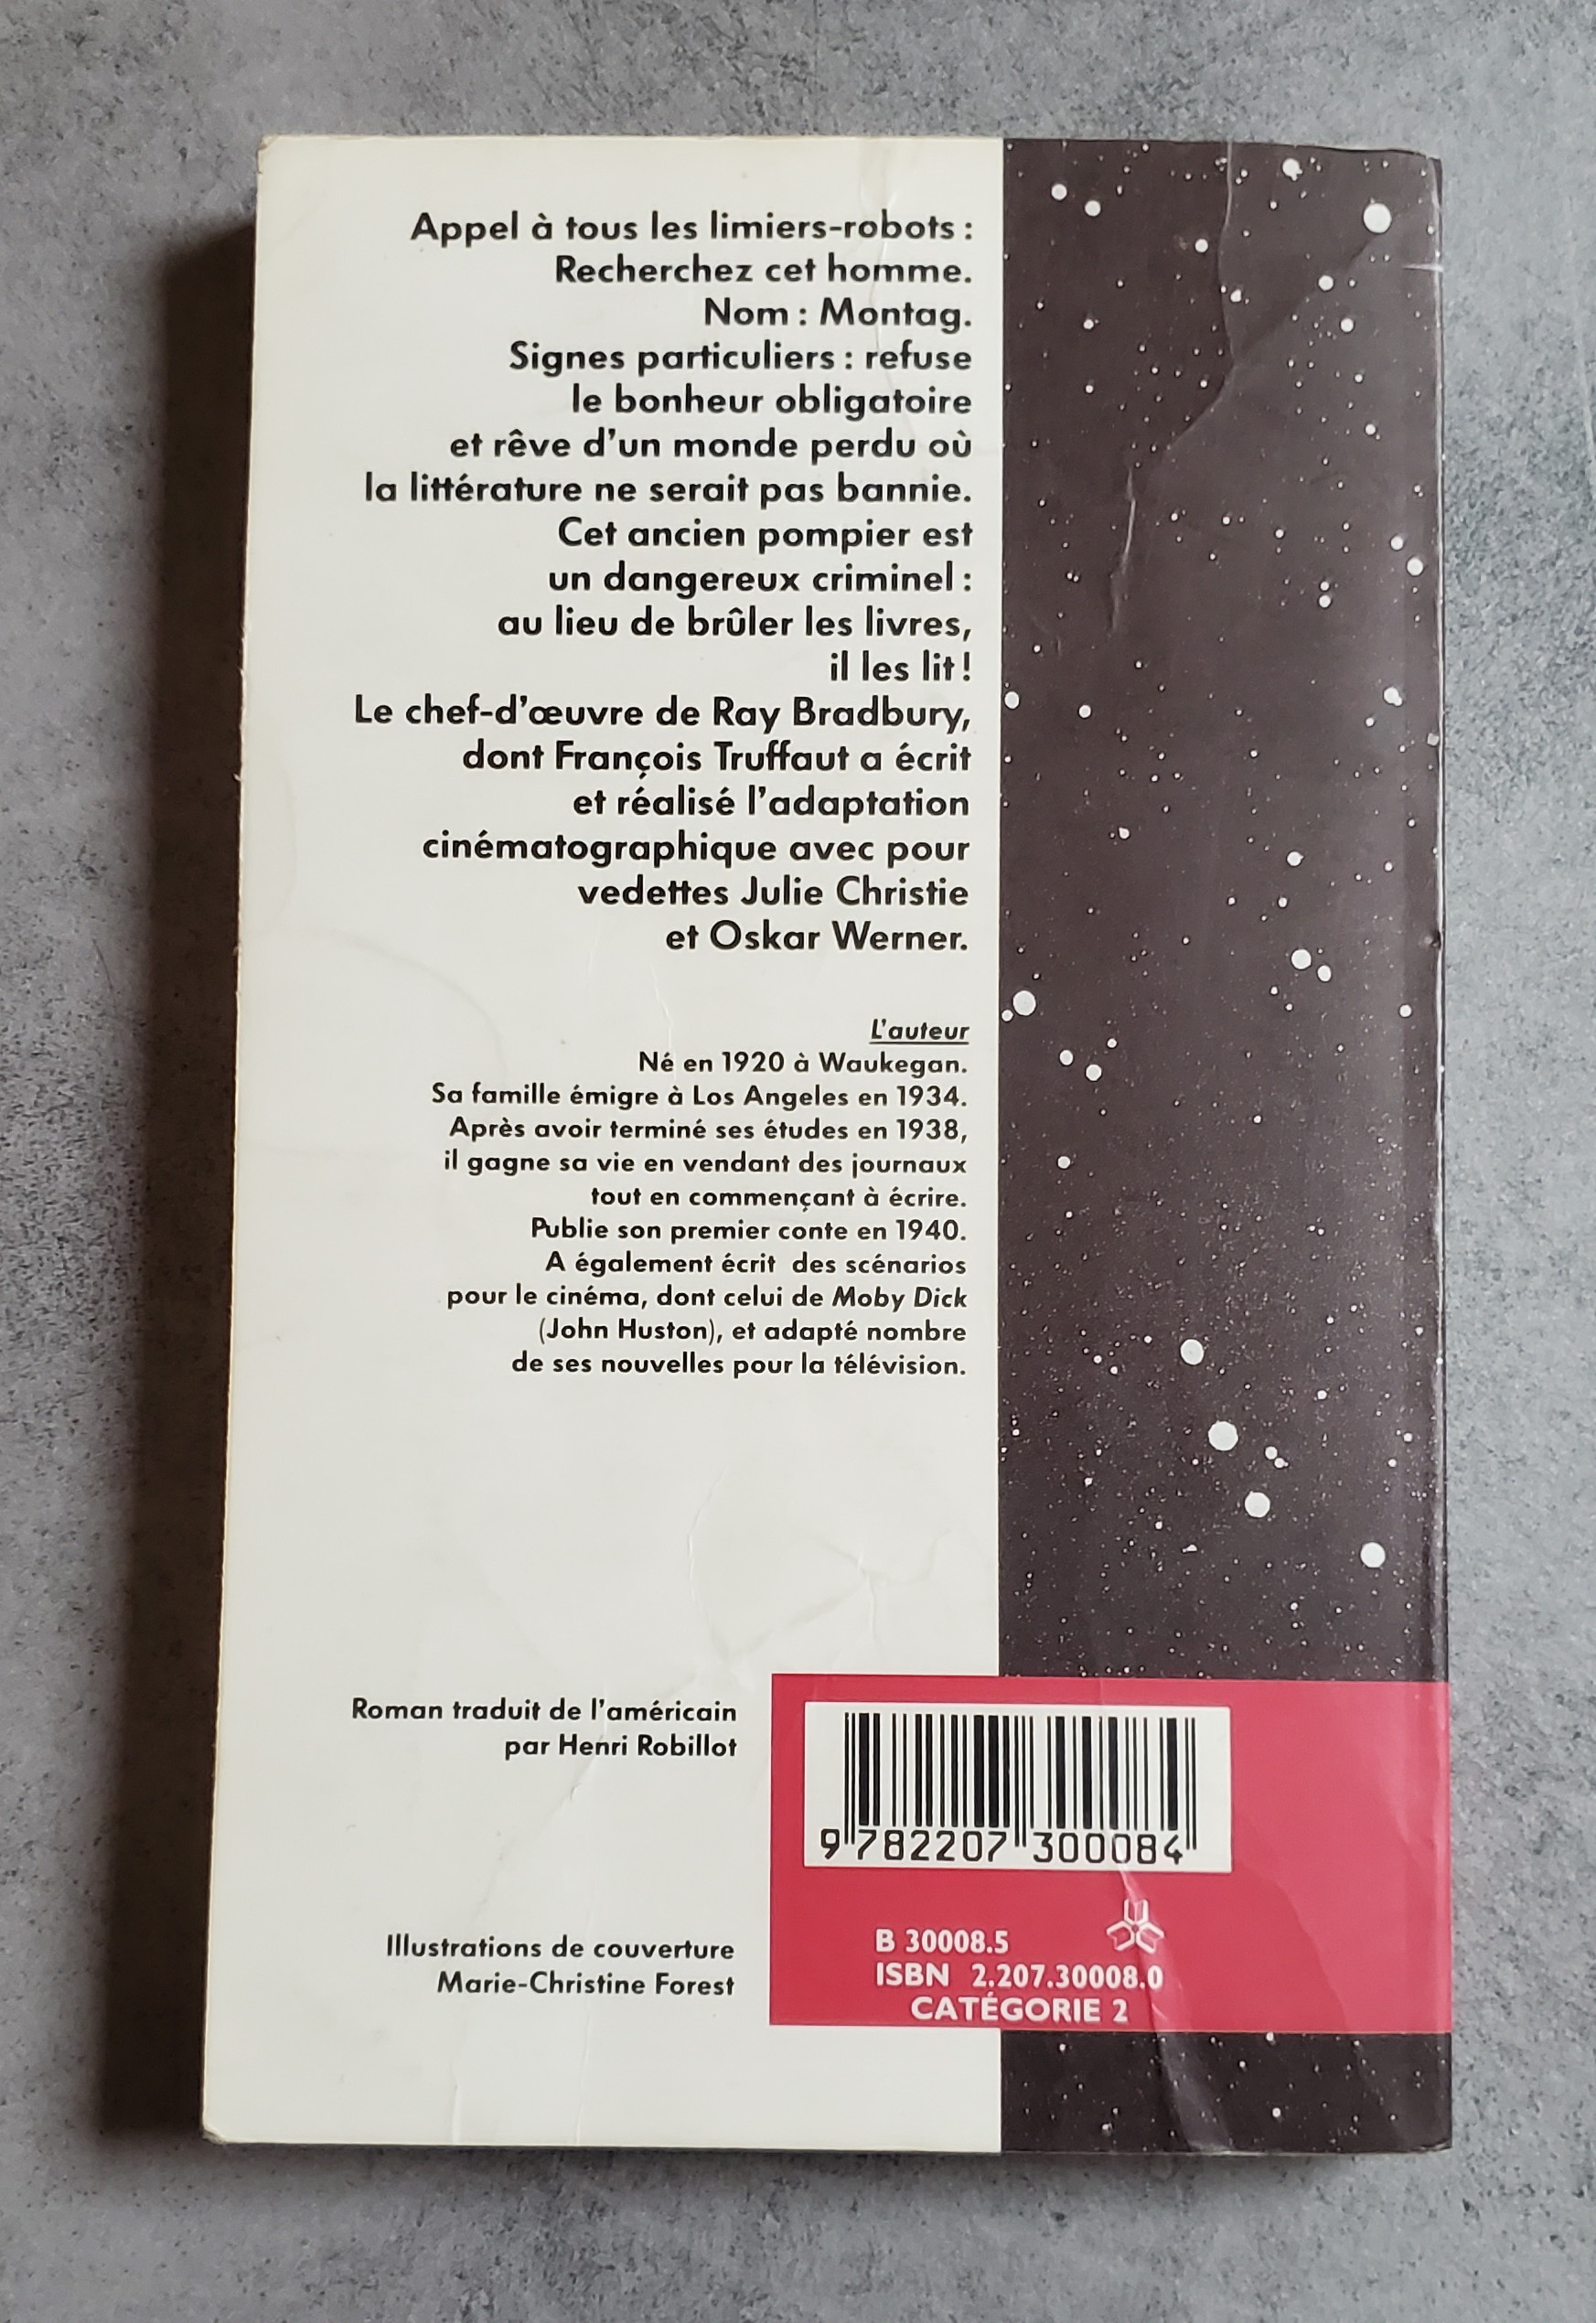 Appel à tous les limiers-robots :
Recherchez cet homme.
Nom : Montag.
Signes particuliers : refuse
le bonheur obligatoire
et rêve d'un monde perdu où
la littérature ne serait pas bannie.
Cet ancien pompier est
un dangereux criminel :
au lieu de brûler les livres,
il les lit !
Le chef-d'œuvre de Ray Bradbury,
dont François Truffaut a écrit
et réalisé l'adaptation
cinématographique avec pour
vedettes Julie Christie
et Oskar Werner.
L'auteur
Né en 1920 à Waukegan.
Sa famille émigre à Los Angeles en 1934.
Après avoir terminé ses études en 1938,
il gagne sa vie en vendant des journaux
tout en commençant à écrire.
Publie son premier conte en 1940.
A également écrit des scénarios
pour le cinéma, dont celui de Moby Dick
(John Huston), et adapté nombre
de ses nouvelles pour la télévision.
Roman traduit de l'américain
par Henri Robillot
Illustrations de couverture
Marie-Christine Forest
9 782207 300084
B 30008.5
ISBN 2.207.30008.0
CATÉGORIE 2